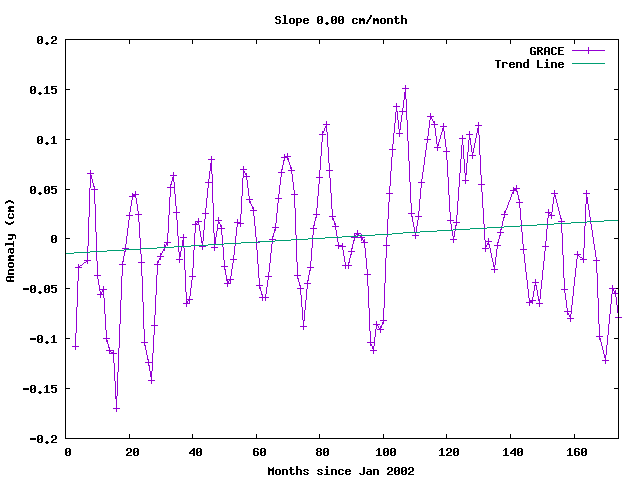 Slope 0.00 cm/month
0.2
GRACE
Trend Line
0.15
0.1
0.05
0
-0.05
-0.1
-0.15
-0.2
Anomaly (cm)
0 20 40 60 80 100 120 140 160
Months since Jan 2002